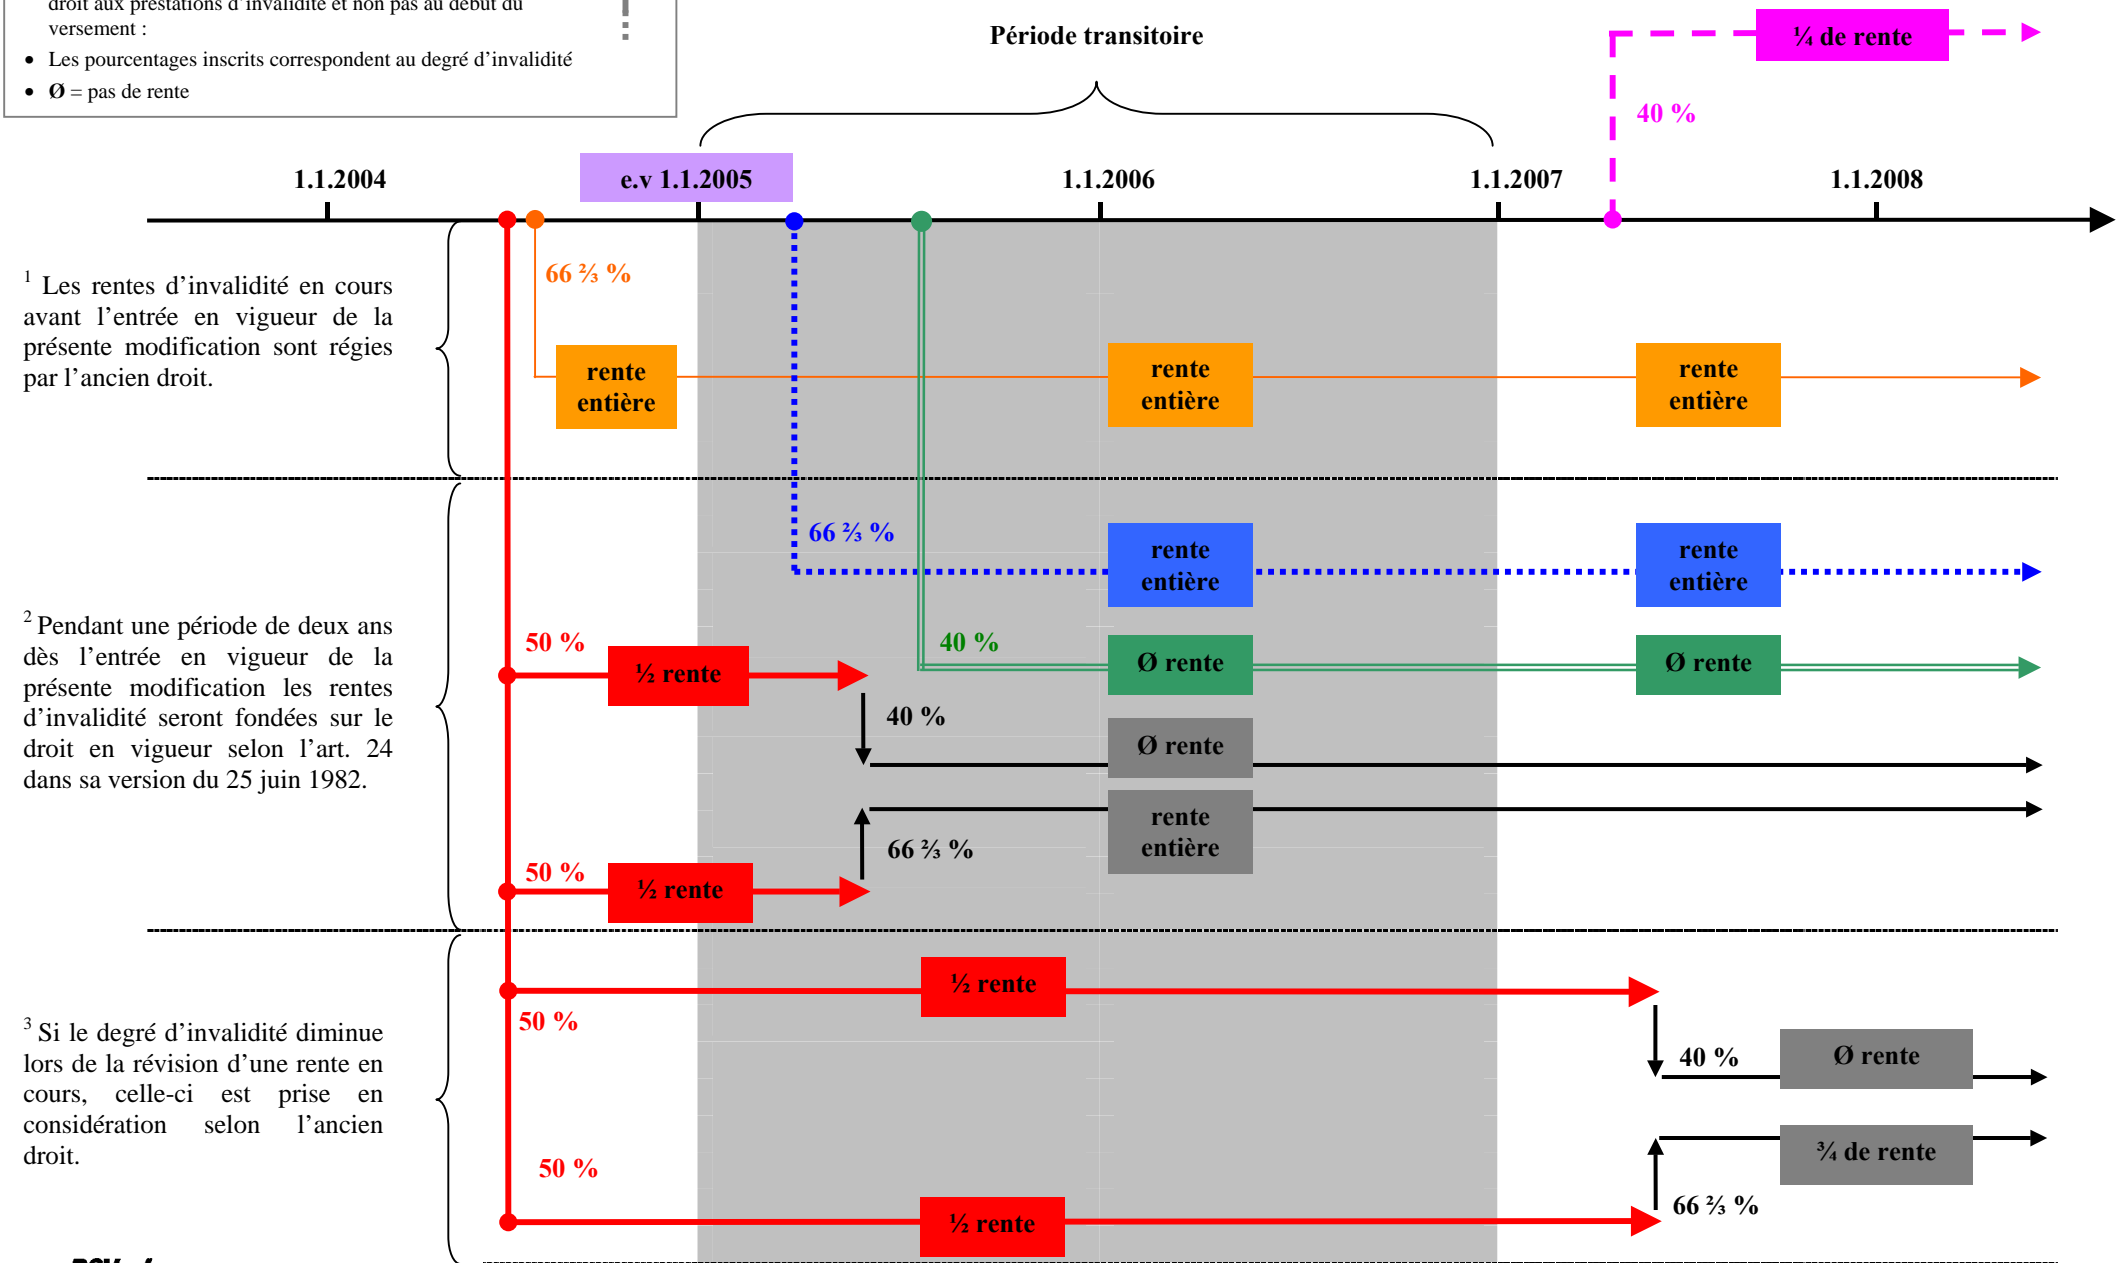 droit aux prestations d’invalidité et non pas au début du
versement :
• Les pourcentages inscrits correspondent au degré d’invalidité
• Ø = pas de rente
Période transitoire
¼ de rente
40 %
1.1.2004
e.v 1.1.2005
1.1.2006
1.1.2007
1.1.2008
1 Les rentes d’invalidité en cours
avant l’entrée en vigueur de la
présente modification sont régies
par l’ancien droit.
66 ⅔ %
rente
entière
rente
entière
rente
entière
2 Pendant une période de deux ans
dès l’entrée en vigueur de la
présente modification les rentes
d’invalidité seront fondées sur le
droit en vigueur selon l’art. 24
dans sa version du 25 juin 1982.
66 ⅔ %
rente
entière
rente
entière
50 %
½ rente
40 %
Ø rente
Ø rente
40 %
Ø rente
rente
entière
66 ⅔ %
50 %
½ rente
3 Si le degré d’invalidité diminue
lors de la révision d’une rente en
cours, celle-ci est prise en
considération selon l’ancien
droit.
½ rente
50 %
40 %
Ø rente
¾ de rente
50 %
66 ⅔ %
½ rente